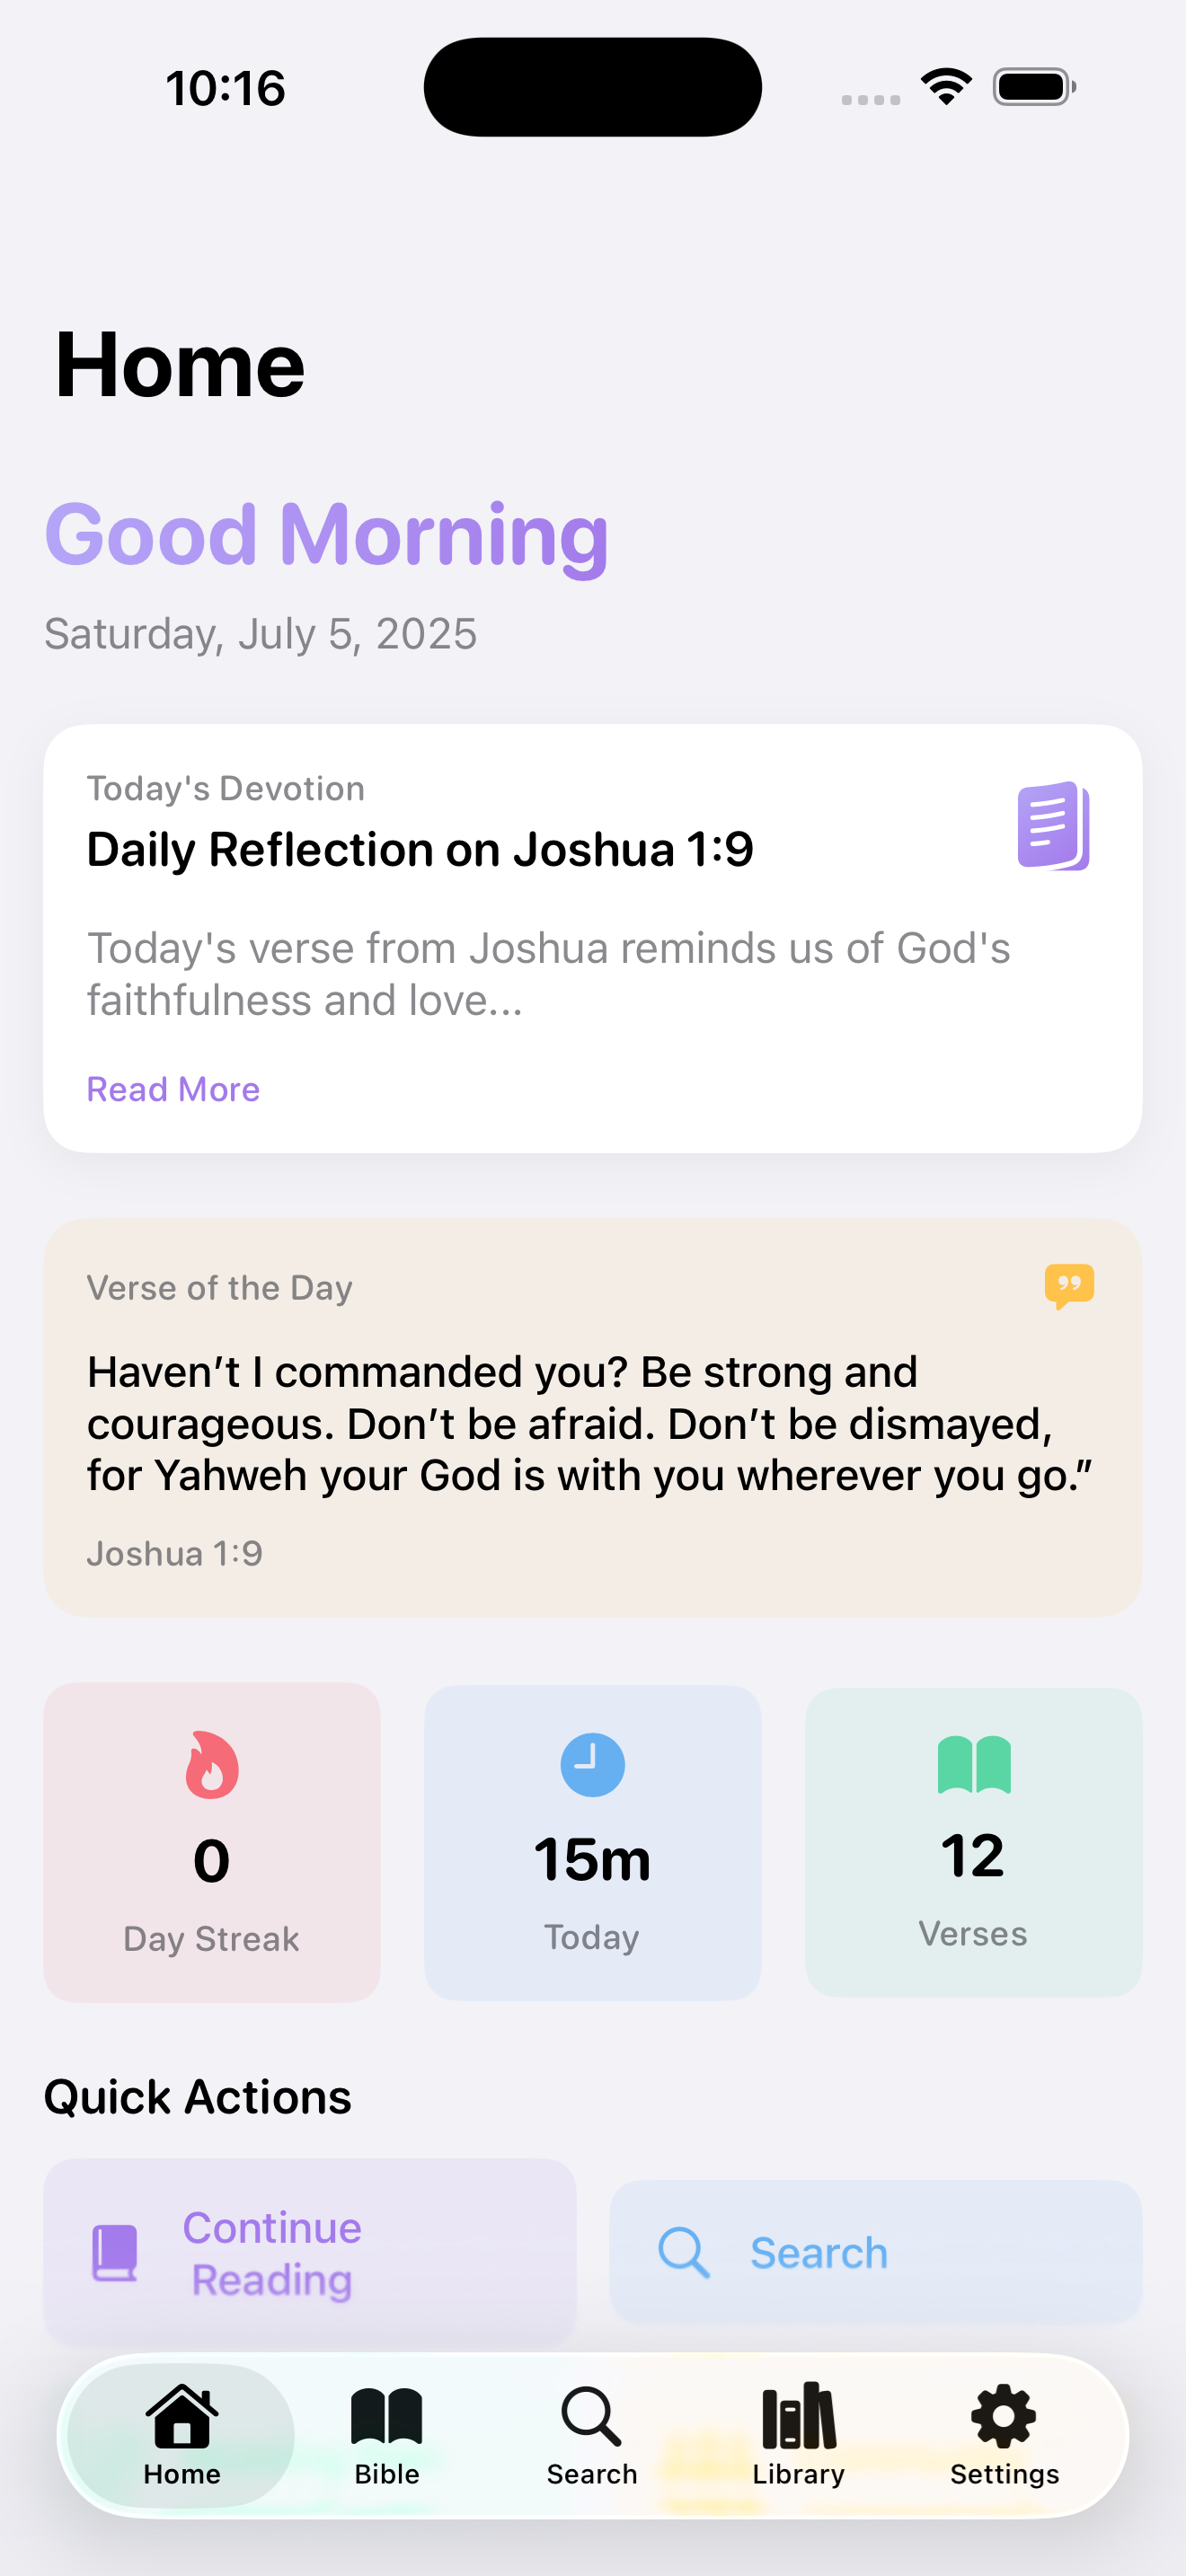 10:16
Home
Good Morning
Saturday, July 5, 2025
Today's Devotion
Daily Reflection on Joshua 1:9
Today's verse from Joshua reminds us of God's
faithfulness and love...
Read More
Verse of the Day
Haven’t I commanded you? Be strong and
courageous. Don’t be afraid. Don’t be dismayed,
for Yahweh your God is with you wherever you go.”
Joshua 1:9
0
Day Streak
15m
Today
12
Verses
Quick Actions
Continue
Reading
Search
Home
Bible
Search
Library
Settings